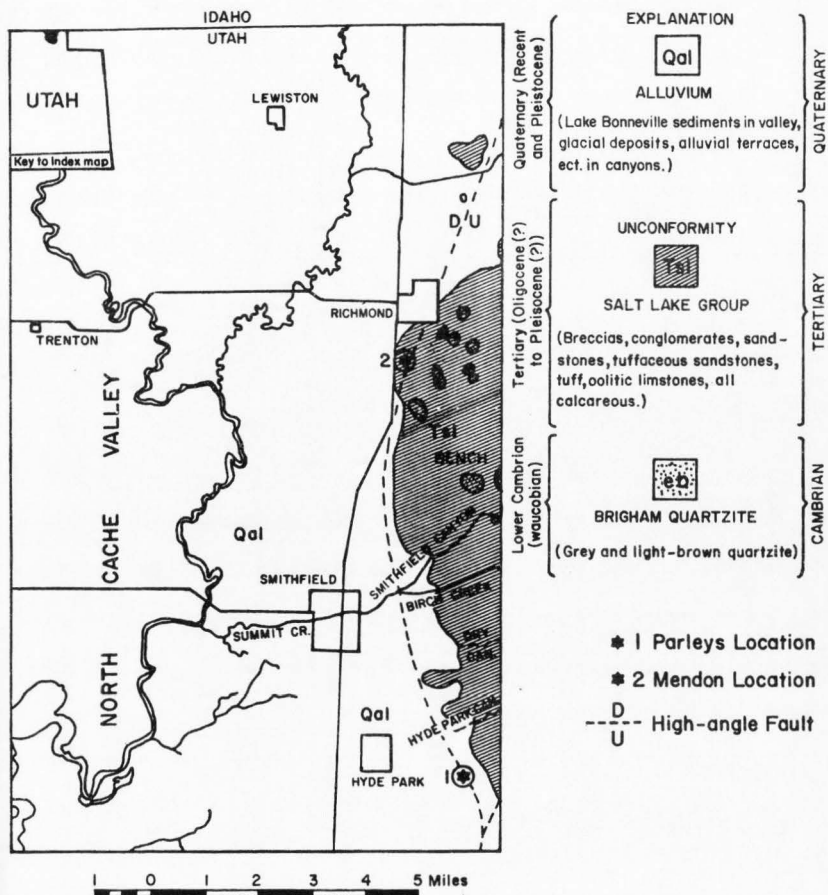 IDAHO
UTAH
UTAH
Key to Index map
LEWISTON
D U
RICHMOND
TRENTON
2
Tsl
BENCH
NORTH CACHE VALLEY
Qal
SMITHFIELD CANYON
SMITHFIELD
BIRCH CREEK
SUMMIT CR.
DRY
CAN.
Qal
HYDE PARK CAN.
HYDE PARK
1
1 0 1 2 3 4 5 Miles
EXPLANATION
Quaternary (Recent
and Pleistocene)
Qal
ALLUVIUM
(Lake Bonneville sediments in valley,
glacial deposits, alluvial terraces,
ect. in canyons.)
QUATERNARY
UNCONFORMITY
Tertiary (Oligocene (?)
to Pleisocene (?))
Tsl
SALT LAKE GROUP
(Breccias, conglomerates, sand-
stones, tuffaceous sandstones,
tuff, oolitic limstones, all
calcareous.)
TERTIARY
Lower Cambrian
(waucobian)
€b
BRIGHAM QUARTZITE
(Grey and light-brown quartzite)
CAMBRIAN
1 Parleys Location
2 Mendon Location
D
U
High-angle Fault